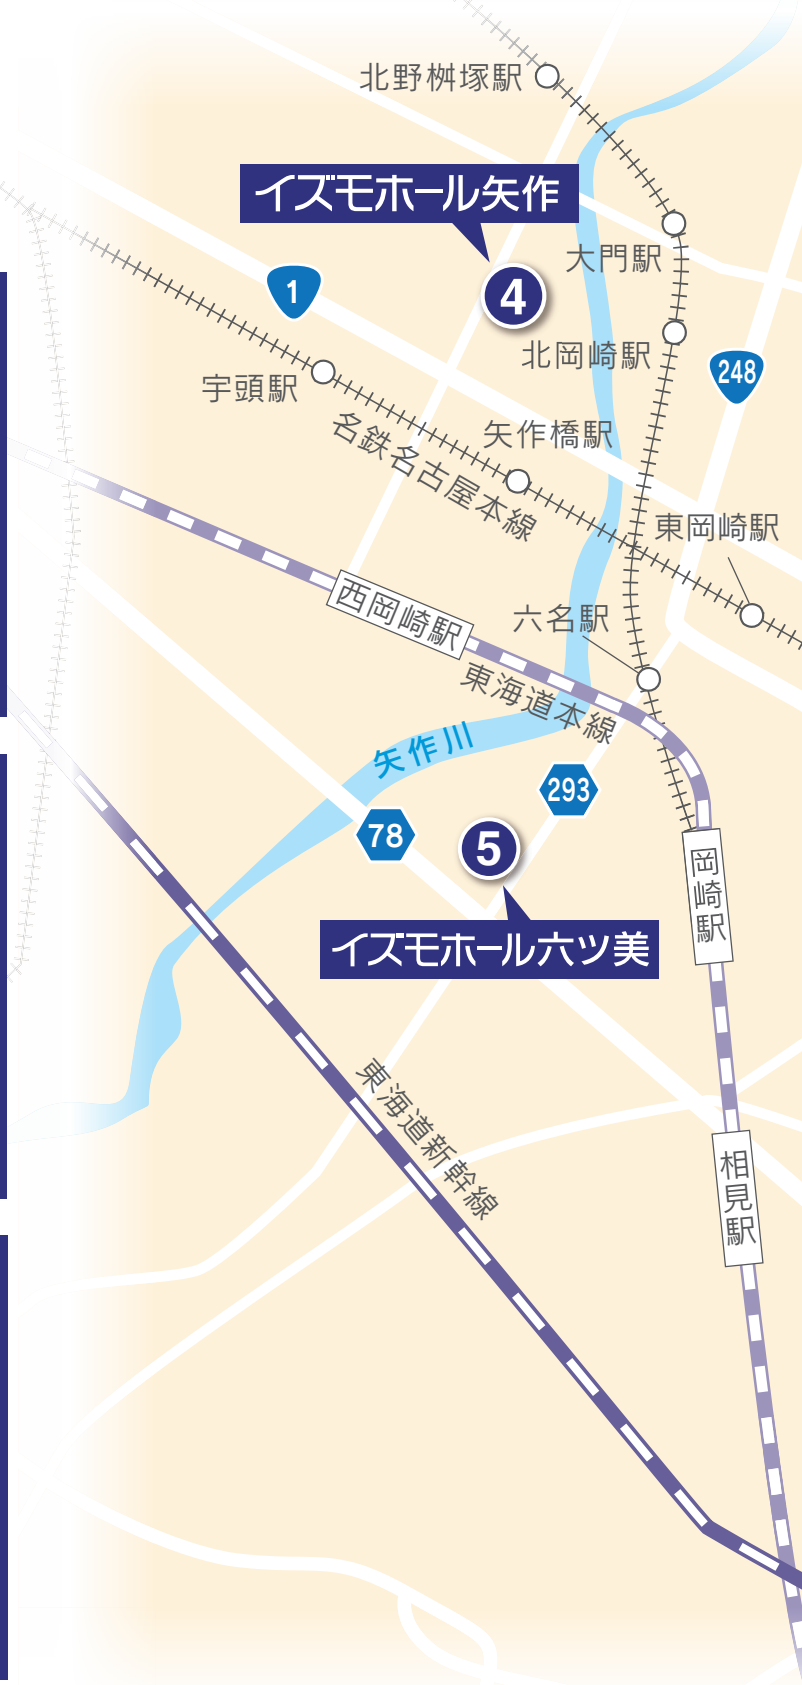 北野桝塚駅
イズモホール矢作
大門駅
4
1
北岡崎駅
248
宇頭駅
名鉄名古屋本線
矢作橋駅
東岡崎駅
西岡崎駅
六名駅
東海道本線
矢作川
293
78
5
岡崎駅
イズモホール六ツ美
東海道新幹線
相見駅